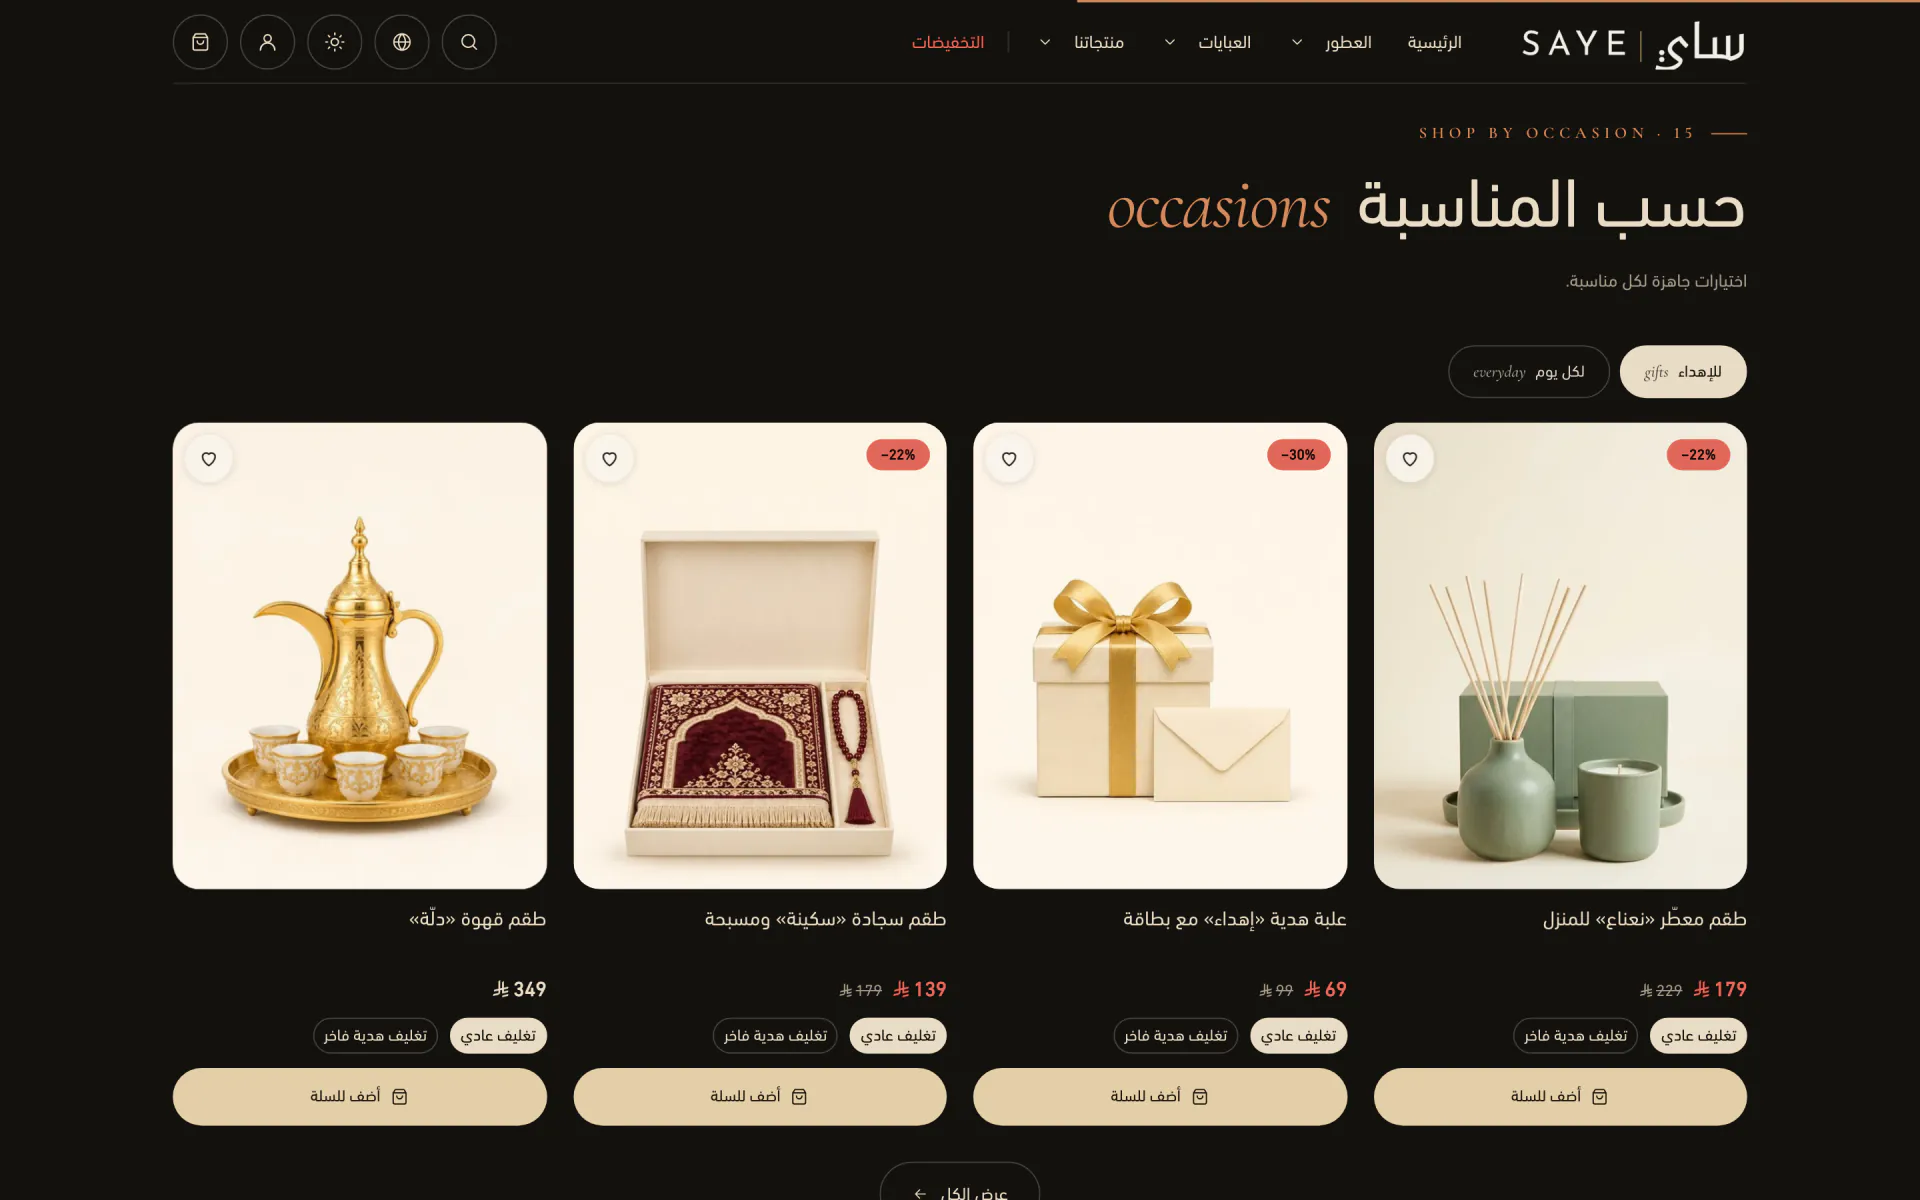 ساي | SAYE
الرئيسية
العطور
العبايات
منتجاتنا
التخفيضات
SHOP BY OCCASION · 15
حسب المناسبة occasions
اختيارات جاهزة لكل مناسبة.
للإهداء gifts
لكل يوم everyday
−22%
طقم معطّر «نعناع» للمنزل
179 229
تغليف عادي
تغليف هدية فاخر
أضف للسلة
−30%
علبة هدية «إهداء» مع بطاقة
69 99
تغليف عادي
تغليف هدية فاخر
أضف للسلة
−22%
طقم سجادة «سكينة» ومسبحة
139 179
تغليف عادي
تغليف هدية فاخر
أضف للسلة
طقم قهوة «دلّة»
349
تغليف عادي
تغليف هدية فاخر
أضف للسلة
عرض الكل ←